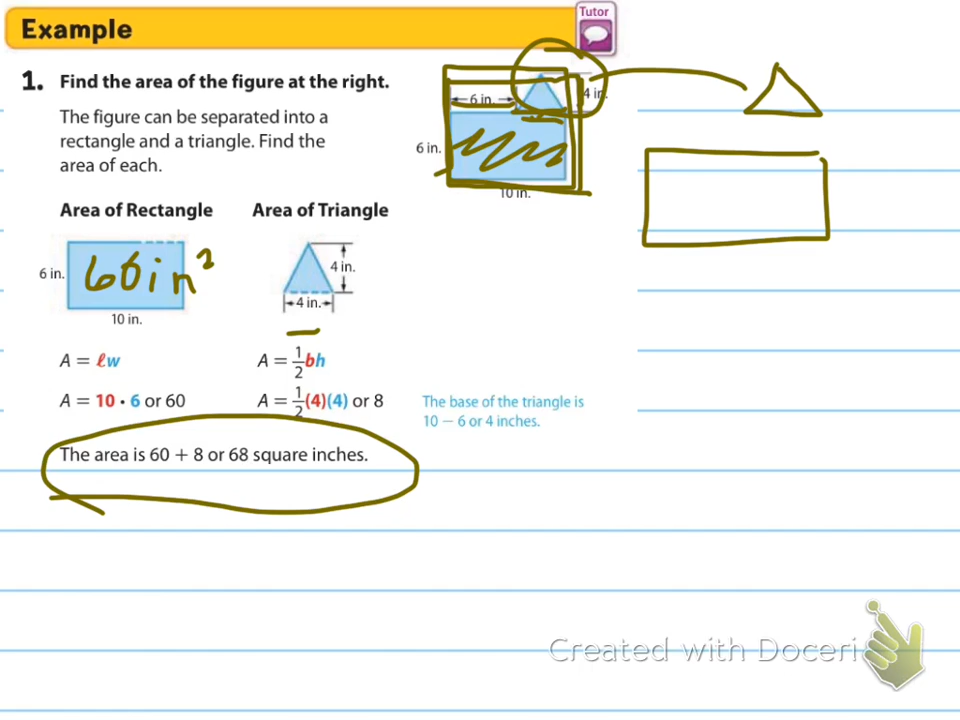 Tutor
Example
1. Find the area of the figure at the right.
The figure can be separated into a
rectangle and a triangle. Find the
area of each.
6 in.
4 in.
6 in.
10 in.
Area of Rectangle
Area of Triangle
6 in.
60 in²
10 in.
4 in.
4 in.
A = ℓw
A = 1/2 bh
A = 10 • 6 or 60
A = 1/2 (4)(4) or 8
The base of the triangle is
10 − 6 or 4 inches.
The area is 60 + 8 or 68 square inches.
Created with Doceri